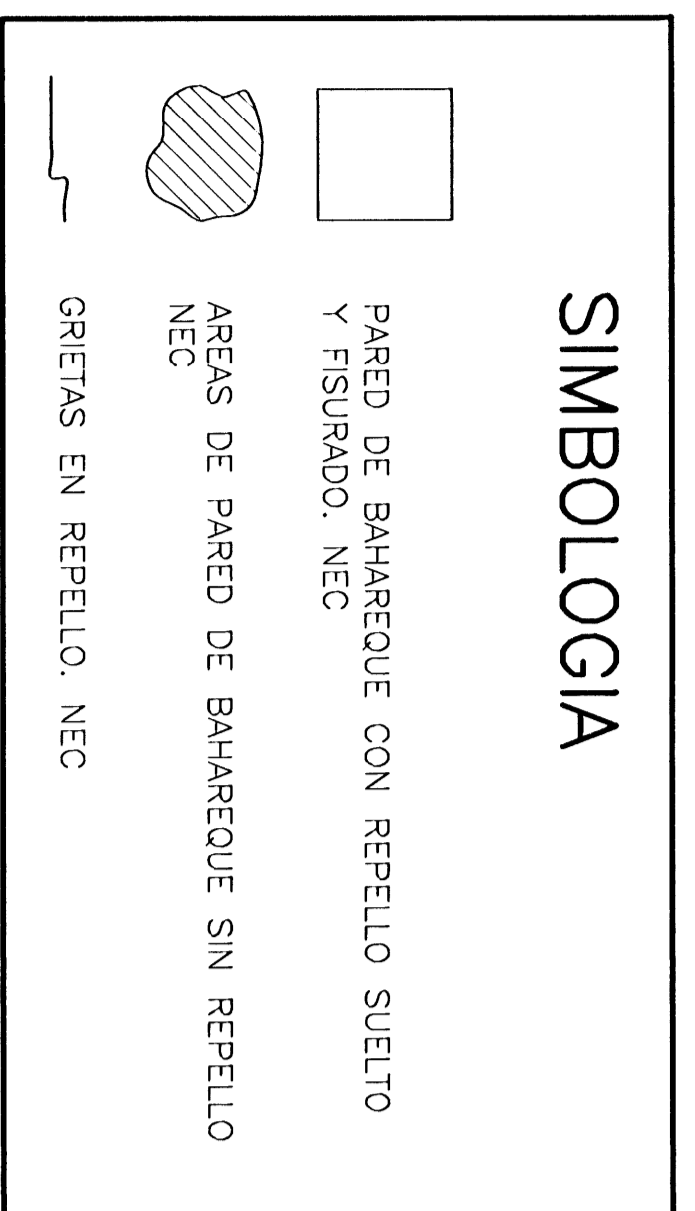 SIMBOLOGIA
PARED DE BAHAREQUE CON REPELLO SUELTO
Y FISURADO. NEC
AREAS DE PARED DE BAHAREQUE SIN REPELLO
NEC
GRIETAS EN REPELLO. NEC